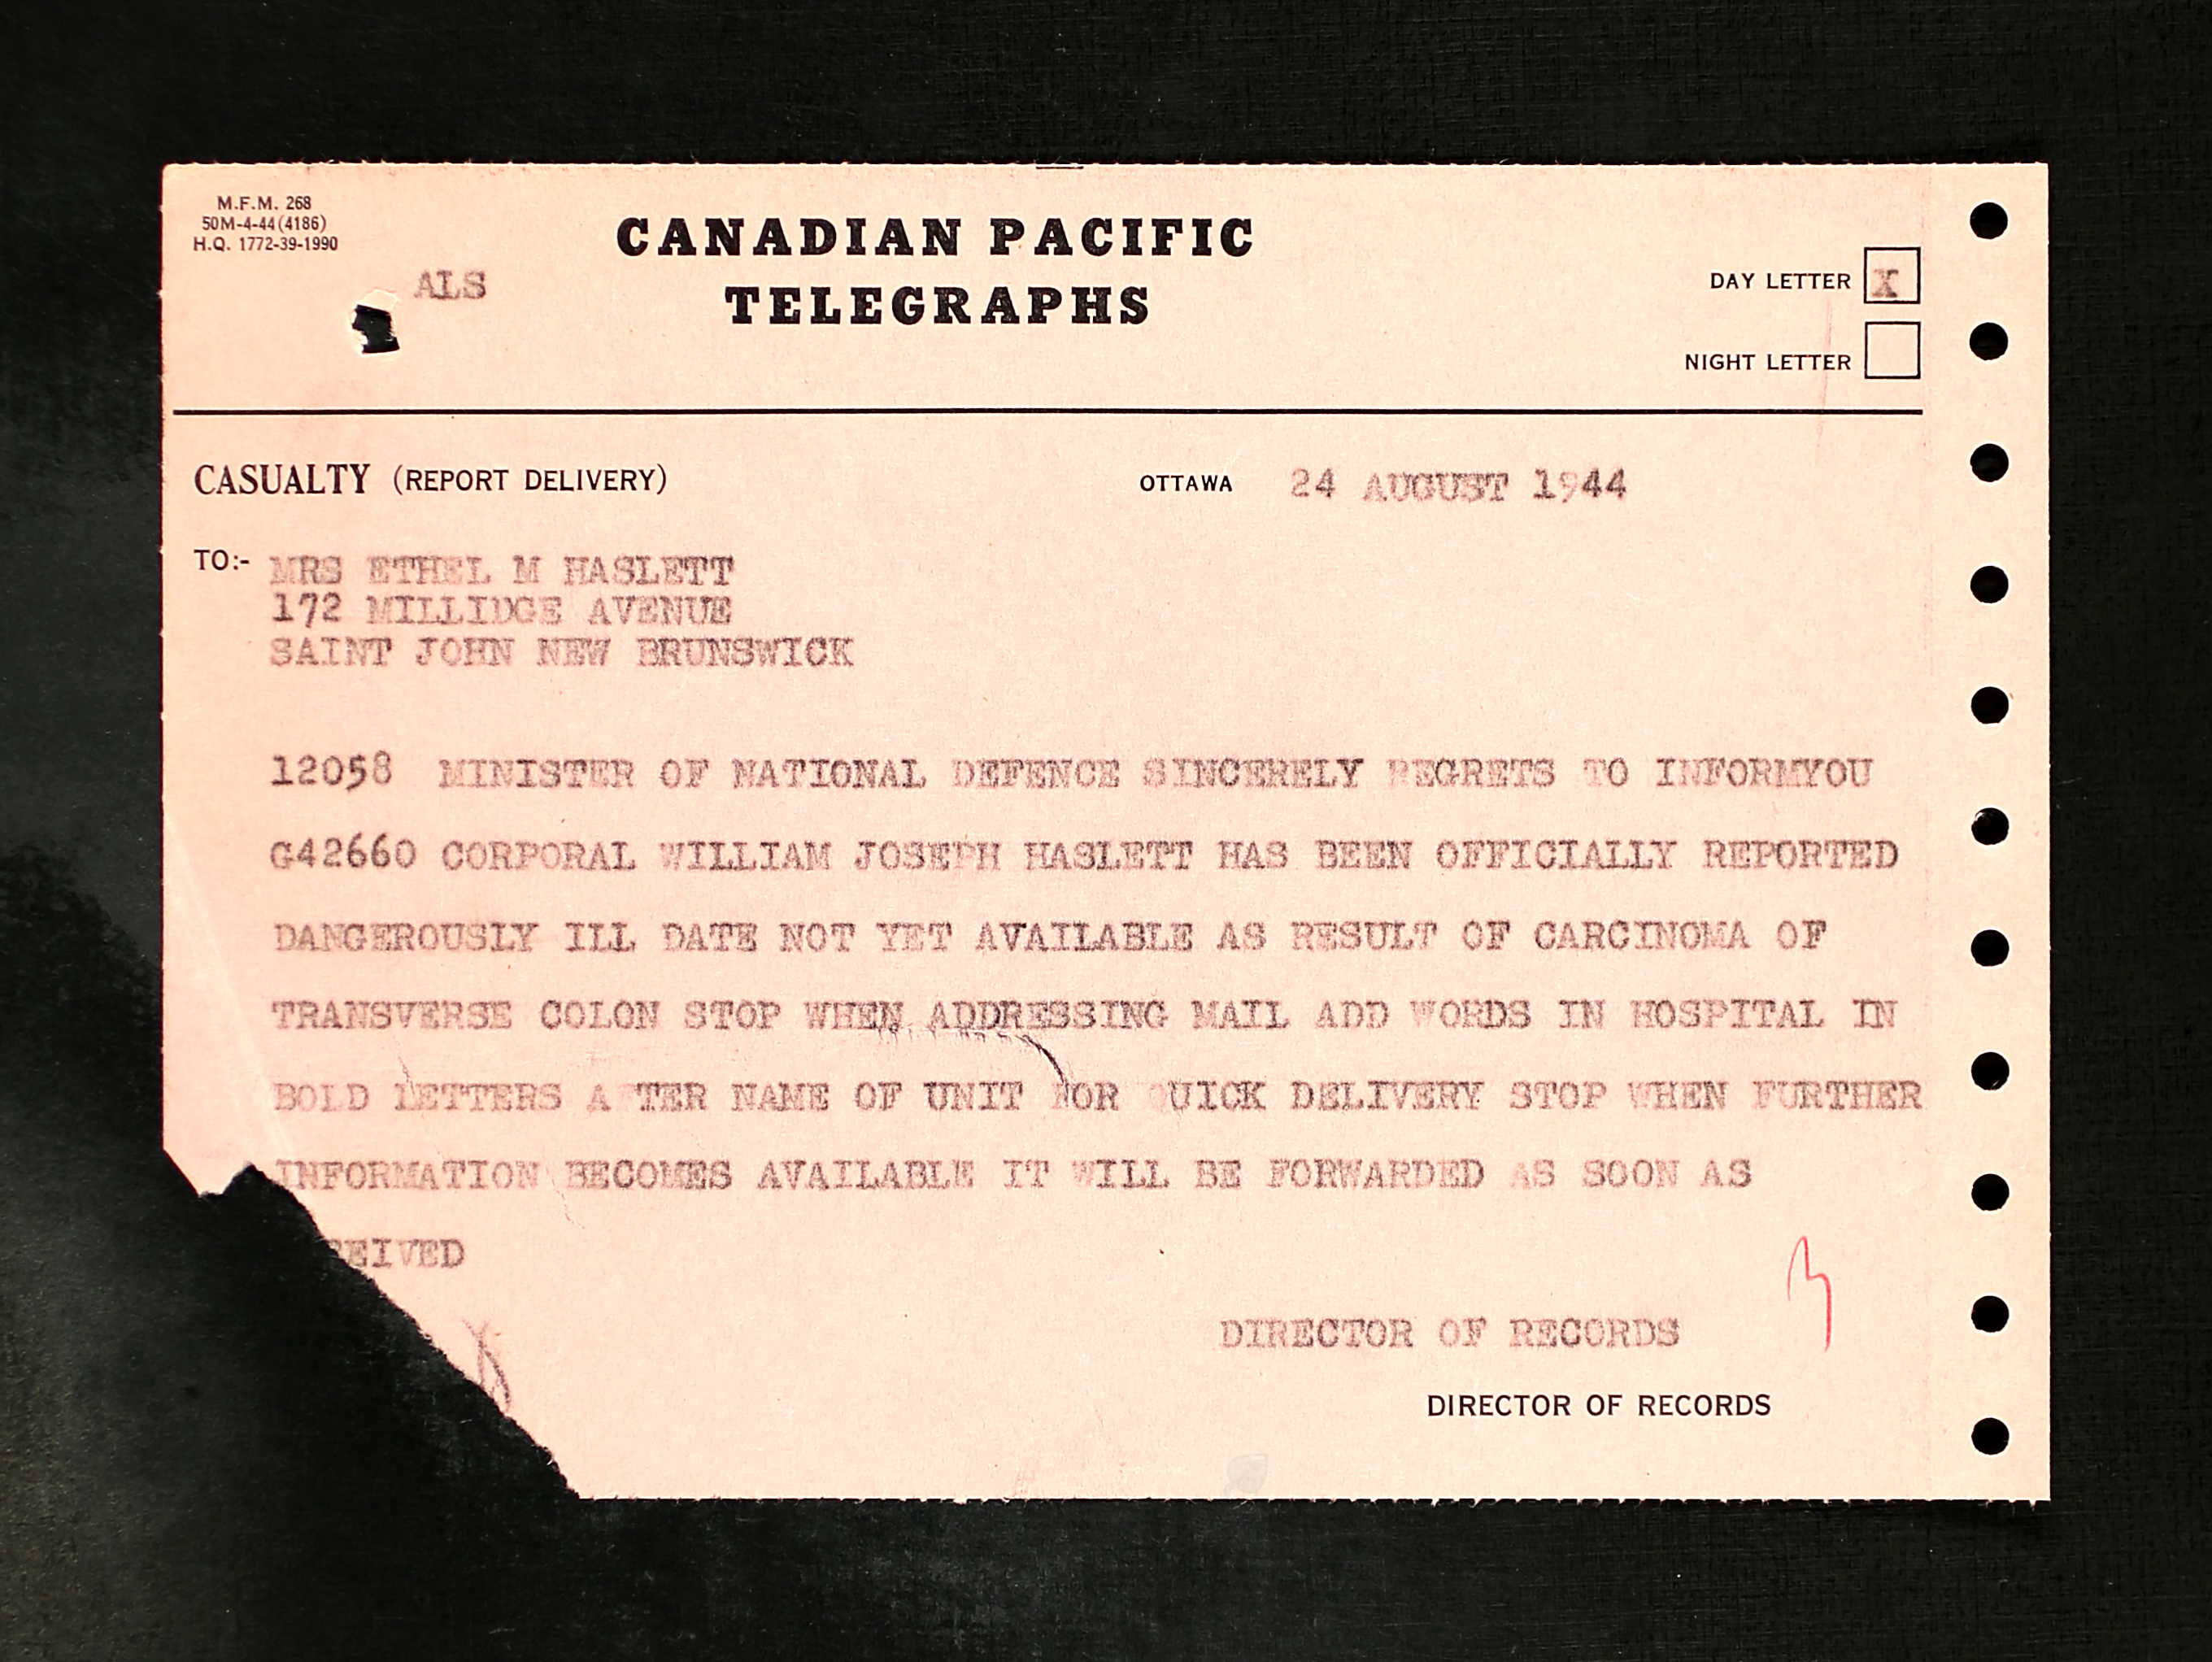 M.F.M. 268
50M-4-44(4186)
H.Q. 1772-39-1990
ALS
CANADIAN PACIFIC
TELEGRAPHS
DAY LETTER X
NIGHT LETTER
CASUALTY (REPORT DELIVERY)
OTTAWA 24 AUGUST 1944
TO:- MRS ETHEL M HASLETT
172 MILLIDGE AVENUE
SAINT JOHN NEW BRUNSWICK
12058 MINISTER OF NATIONAL DEFENCE SINCERELY REGRETS TO INFORMYOU
G42660 CORPORAL WILLIAM JOSEPH HASLETT HAS BEEN OFFICIALLY REPORTED
DANGEROUSLY ILL DATE NOT YET AVAILABLE AS RESULT OF CARCINOMA OF
TRANSVERSE COLON STOP WHEN ADDRESSING MAIL ADD WORDS IN HOSPITAL IN
BOLD LETTERS A TER NAME OF UNIT FOR QUICK DELIVERY STOP WHEN FURTHER
INFORMATION BECOMES AVAILABLE IT WILL BE FORWARDED AS SOON AS
CEIVED
DIRECTOR OF RECORDS
DIRECTOR OF RECORDS